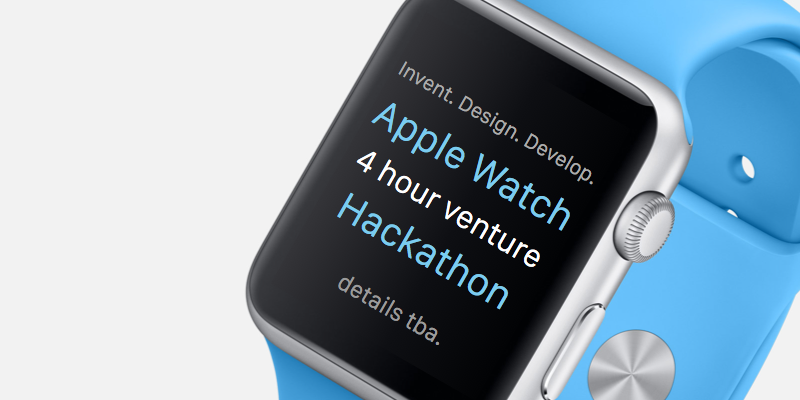 Invent. Design. Develop.
Apple Watch
4 hour venture
Hackathon
details tba.